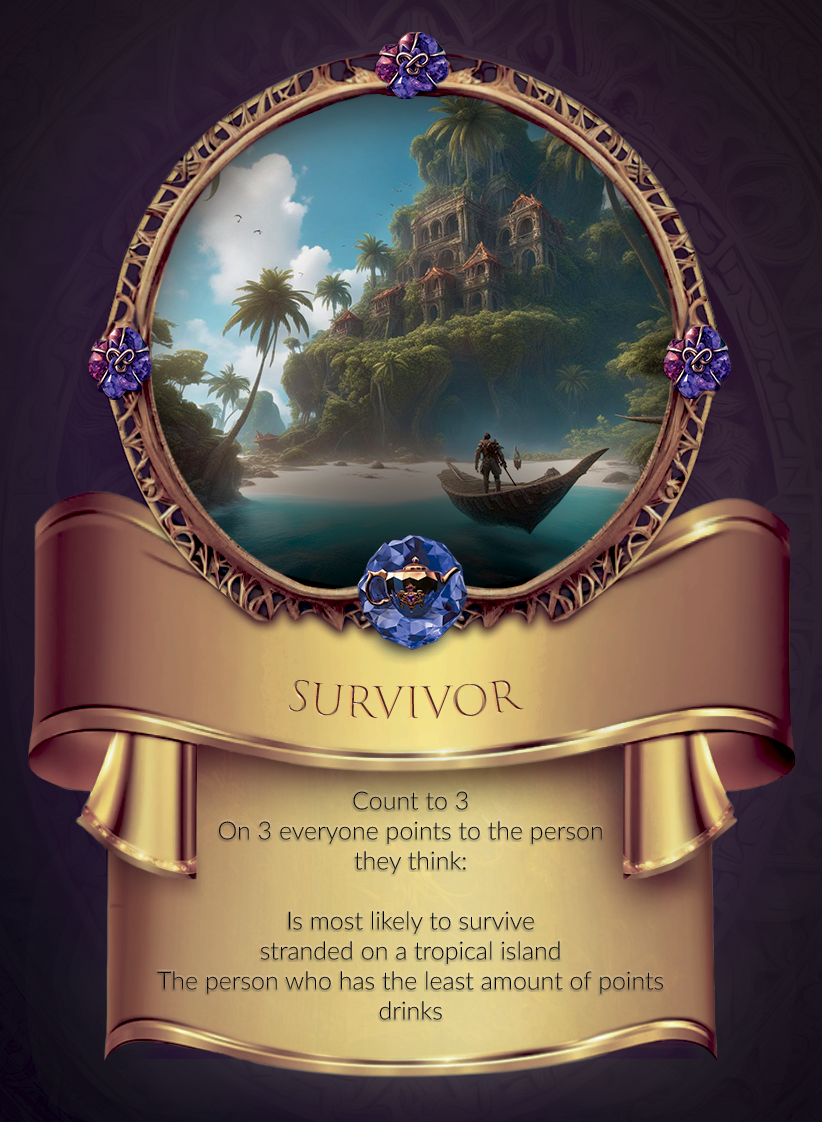 SURVIVOR
Count to 3
On 3 everyone points to the person
they think:
Is most likely to survive
stranded on a tropical island
The person who has the least amount of points
drinks